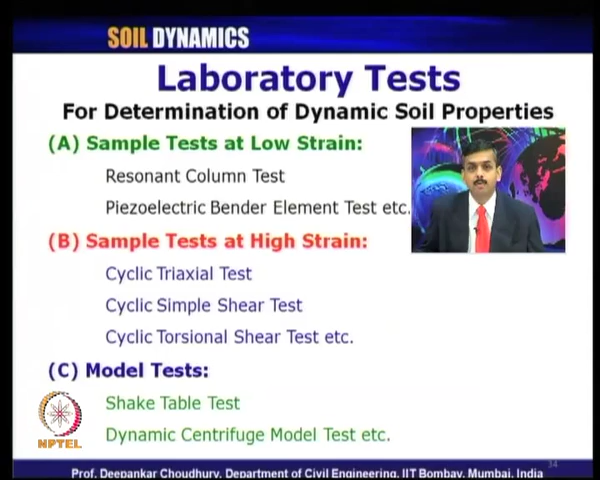 SOIL DYNAMICS
Laboratory Tests
For Determination of Dynamic Soil Properties
(A) Sample Tests at Low Strain:
Resonant Column Test
Piezoelectric Bender Element Test etc.
(B) Sample Tests at High Strain:
Cyclic Triaxial Test
Cyclic Simple Shear Test
Cyclic Torsional Shear Test etc.
(C) Model Tests:
Shake Table Test
Dynamic Centrifuge Model Test etc.
NPTEL
34
Prof. Deepankar Choudhury, Department of Civil Engineering, IIT Bombay, Mumbai, India